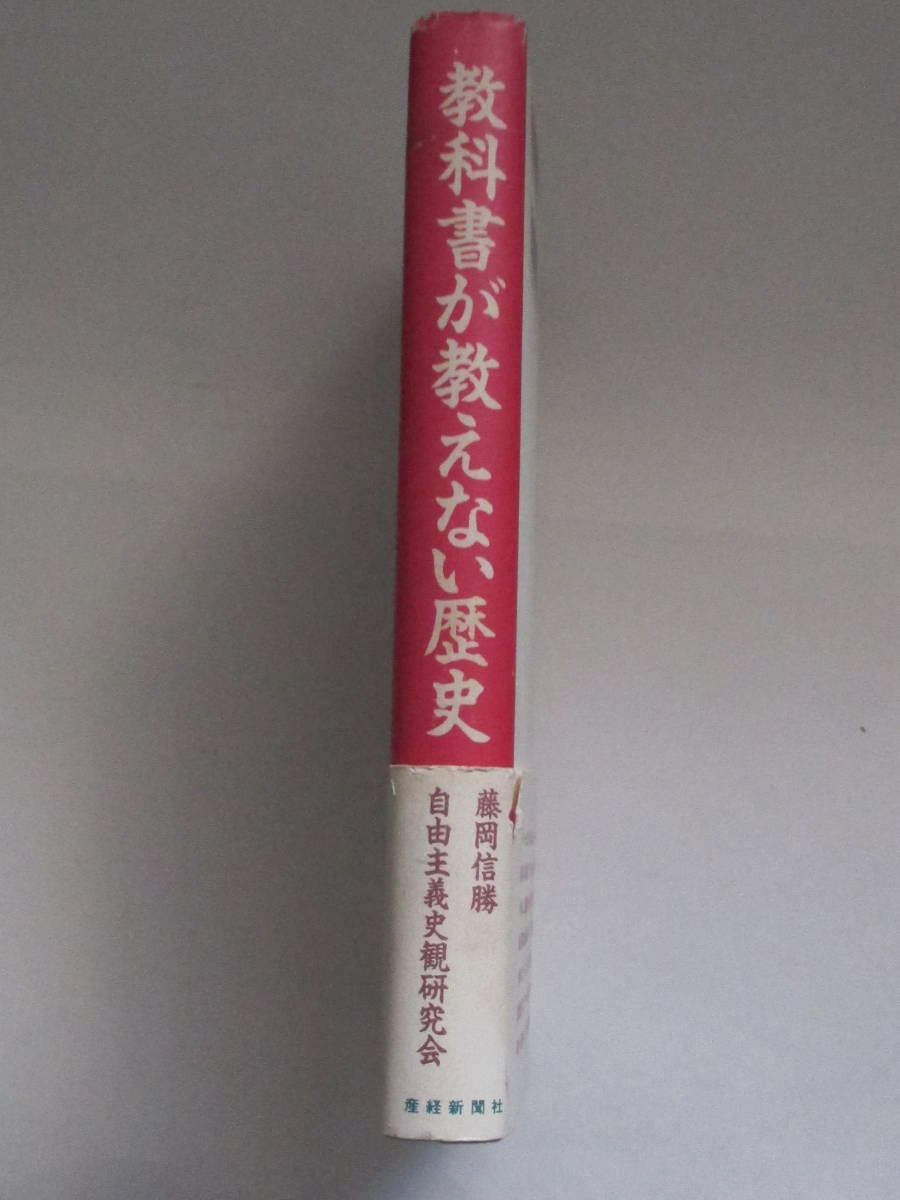 教科書が教えない歴史
藤岡信勝
自由主義史観研究会
産経新聞社